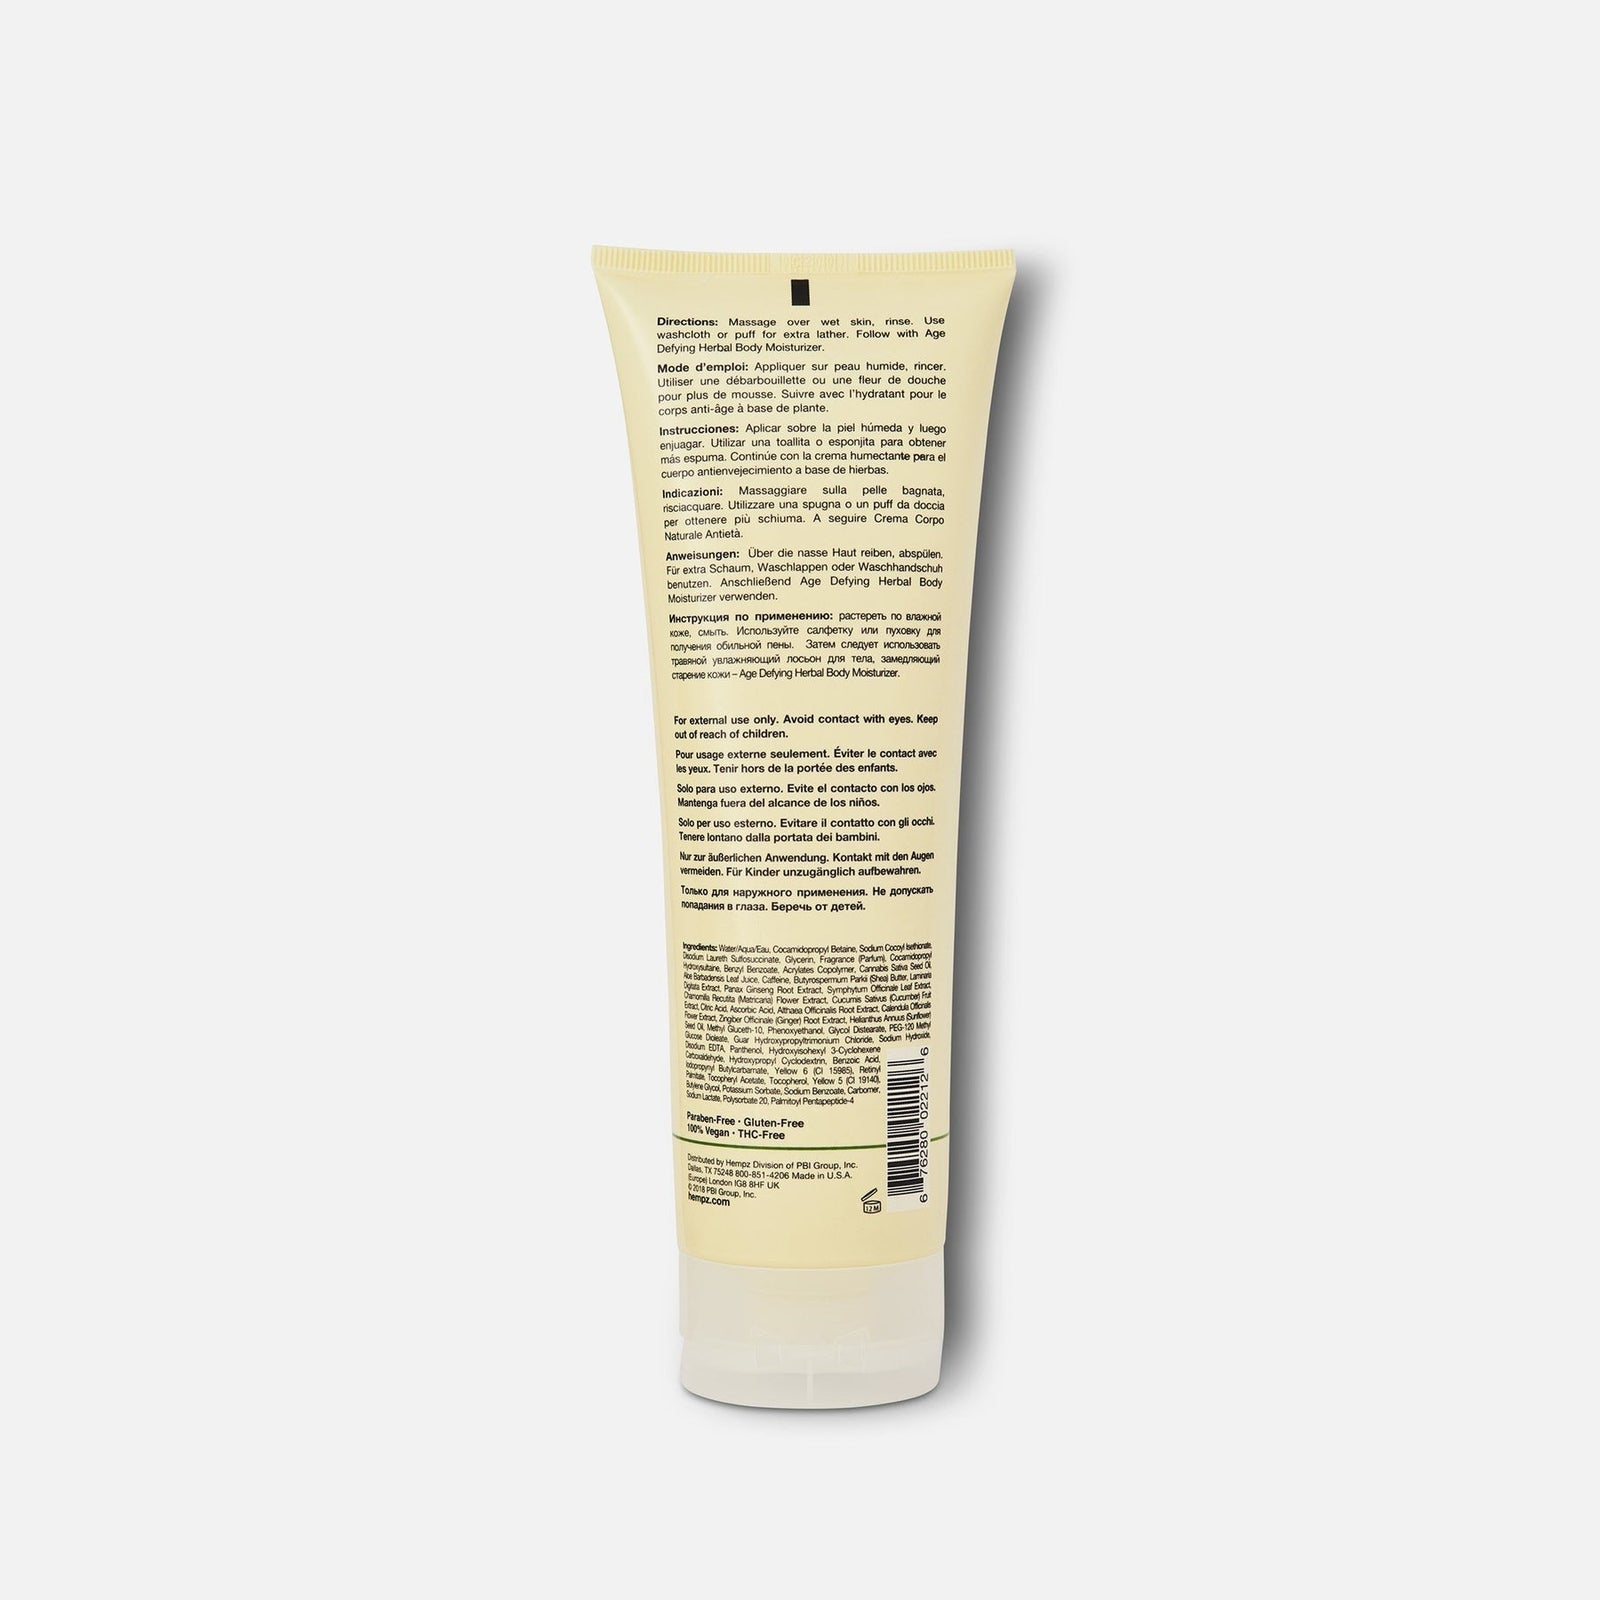 Directions: Massage over wet skin, rinse. Use
washcloth or puff for extra lather. Follow with Age
Defying Herbal Body Moisturizer.
Mode d’emploi: Appliquer sur peau humide, rincer.
Utiliser une débarbouillette ou une fleur de douche
pour plus de mousse. Suivre avec l’hydratant pour le
corps anti-âge à base de plante.
Instrucciones: Aplicar sobre la piel húmeda y luego
enjuagar. Utilizar una toallita o esponjita para obtener
más espuma. Continúe con la crema humectante para el
cuerpo antienvejecimiento a base de hierbas.
Indicazioni: Massaggiare sulla pelle bagnata,
risciacquare. Utilizzare una spugna o un puff da doccia
per ottenere più schiuma. A seguire Crema Corpo
Naturale Antietà.
Anweisungen: Über die nasse Haut reiben, abspülen.
Für extra Schaum, Waschlappen oder Waschhandschuh
benutzen. Anschließend Age Defying Herbal Body
Moisturizer verwenden.
Инструкция по применению: растереть по влажной
коже, смыть. Используйте салфетку или пуховку для
получения обильной пены. Затем следует использовать
травяной увлажняющий лосьон для тела, замедляющий
старение кожи – Age Defying Herbal Body Moisturizer.
For external use only. Avoid contact with eyes. Keep
out of reach of children.
Pour usage externe seulement. Éviter le contact avec
les yeux. Tenir hors de la portée des enfants.
Solo para uso externo. Evite el contacto con los ojos.
Mantenga fuera del alcance de los niños.
Solo per uso esterno. Evitare il contatto con gli occhi.
Tenere lontano dalla portata dei bambini.
Nur zur äußerlichen Anwendung. Kontakt mit den Augen
vermeiden. Für Kinder unzugänglich aufbewahren.
Только для наружного применения. Не допускать
попадания в глаза. Беречь от детей.
Ingredients: Water/Aqua/Eau, Cocamidopropyl Betaine, Sodium Cocoyl Isethionate,
Disodium Laureth Sulfosuccinate, Glycerin, Fragrance (Parfum), Cocamidopropyl
Hydroxysultaine, Benzyl Benzoate, Acrylates Copolymer, Cannabis Sativa Seed Oil,
Aloe Barbadensis Leaf Juice, Caffeine, Butyrospermum Parkii (Shea) Butter, Laminaria
Digitata Extract, Panax Ginseng Root Extract, Symphytum Officinale Leaf Extract,
Chamomilla Recutita (Matricaria) Flower Extract, Cucumis Sativus (Cucumber) Fruit
Extract, Citric Acid, Ascorbic Acid, Althaea Officinalis Root Extract, Calendula Officinalis
Flower Extract, Zingiber Officinale (Ginger) Root Extract, Helianthus Annuus (Sunflower)
Seed Oil, Methyl Gluceth-10, Phenoxyethanol, Glycol Distearate, PEG-120 Methyl
Glucose Dioleate, Guar Hydroxypropyltrimonium Chloride, Sodium Hydroxide,
Disodium EDTA, Panthenol, Hydroxyisohexyl 3-Cyclohexene
Carboxaldehyde, Hydroxypropyl Cyclodextrin, Benzoic Acid,
Iodopropynyl Butylcarbamate, Yellow 6 (CI 15985), Retinyl
Palmitate, Tocopheryl Acetate, Tocopherol, Yellow 5 (CI 19140),
Butylene Glycol, Potassium Sorbate, Sodium Benzoate, Carbomer,
Sodium Lactate, Polysorbate 20, Palmitoyl Pentapeptide-4
Paraben-Free · Gluten-Free
100% Vegan · THC-Free
Distributed by Hempz Division of PBI Group, Inc.
Dallas, TX 75248 800-851-4206 Made in U.S.A.
(Europe) London IG8 8HF UK
© 2018 PBI Group, Inc.
hempz.com
12 M
6 76280 02212 6